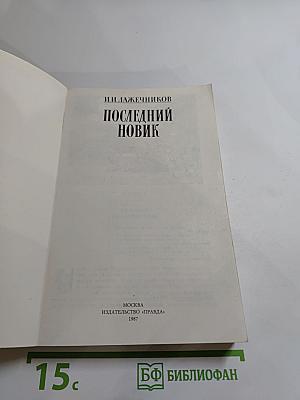 И.И.ЛАЖЕЧНИКОВ
ПОСЛЕДНИЙ
НОВИК
МОСКВА
ИЗДАТЕЛЬСТВО «ПРАВДА»
1987
15с
БФ БИБЛИОФАН